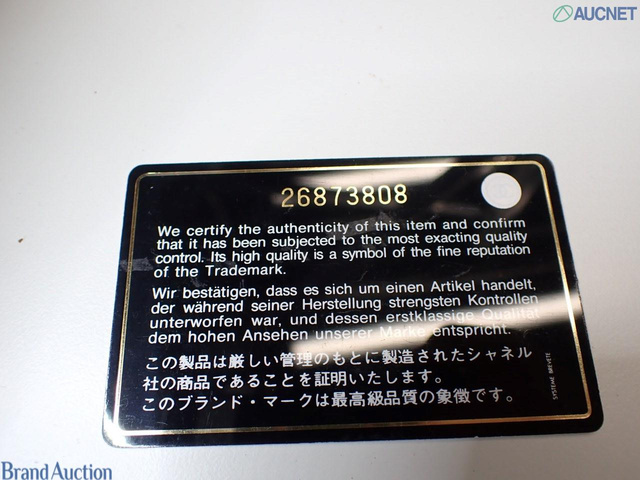 AUCNET
26873808
We certify the authenticity of this item and confirm
that it has been subjected to the most exacting quality
control. Its high quality is a symbol of the fine reputation
of the Trademark.
Wir bestätigen, dass es sich um einen Artikel handelt,
der während seiner Herstellung strengsten Kontrollen
unterworfen war, und dessen erstklassige Qualität
dem hohen Ansehen unserer Marke entspricht.
この製品は厳しい管理のもとに製造されたシャネル
社の商品であることを証明いたします。
このブランド・マークは最高級品質の象徴です。
SYSTEME BREVETE
Brand Auction